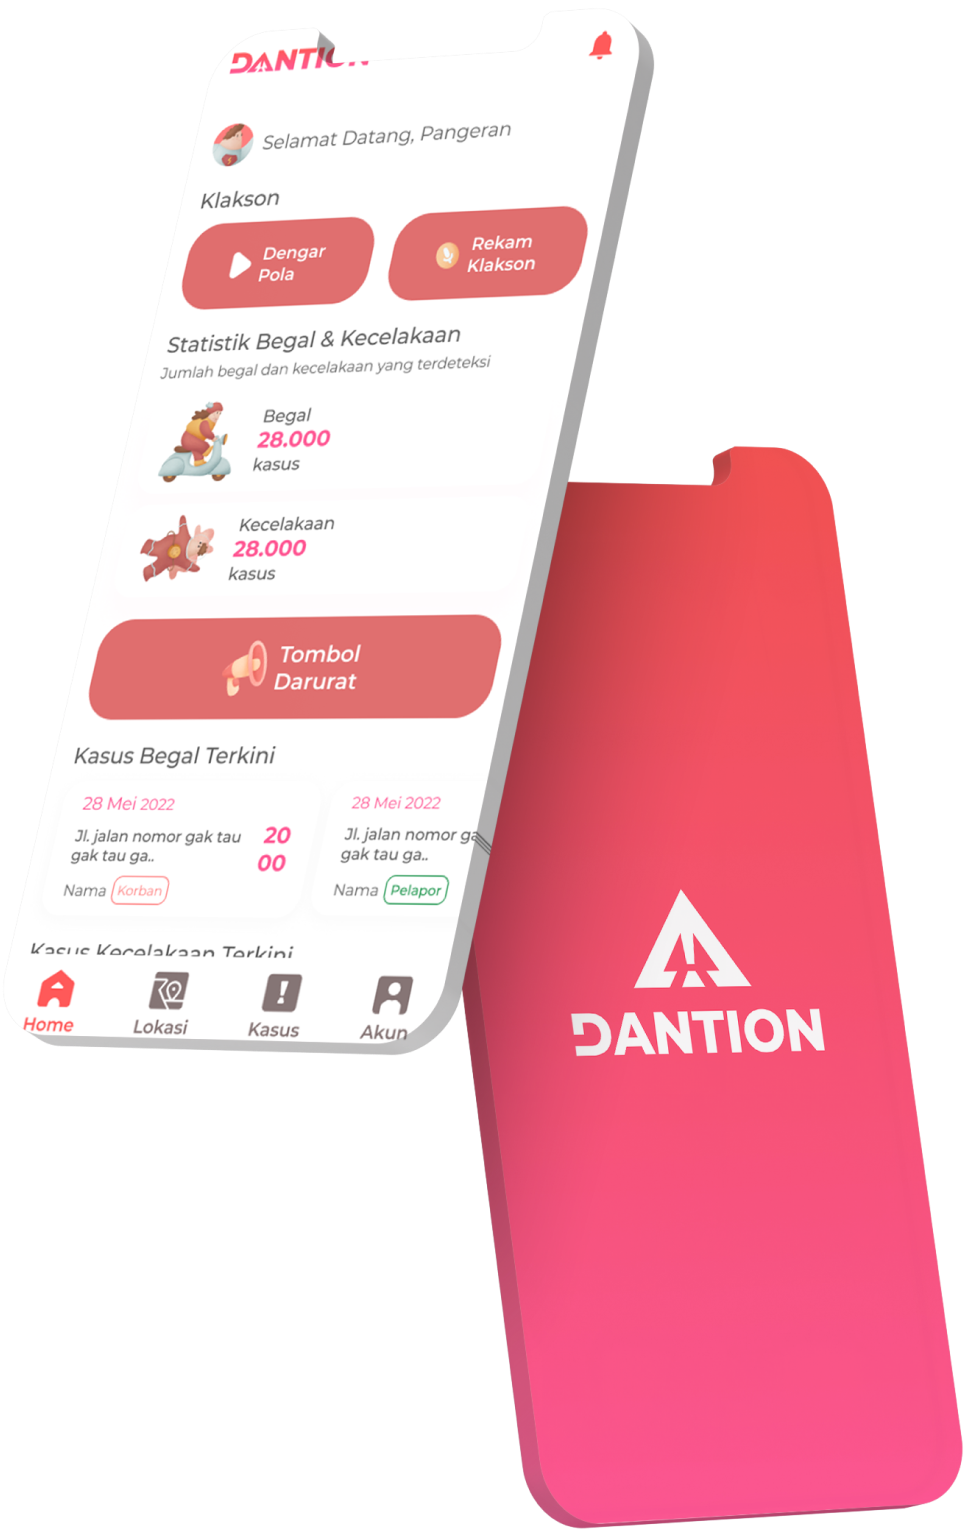 DANTION
Selamat Datang, Pangeran
Klakson
Dengar
Pola
Rekam
Klakson
Statistik Begal & Kecelakaan
Jumlah begal dan kecelakaan yang terdeteksi
Begal
28.000
kasus
Kecelakaan
28.000
kasus
Tombol
Darurat
Kasus Begal Terkini
28 Mei 2022
Jl. jalan nomor gak tau
gak tau ga..
20
00
Nama Korban
28 Mei 2022
Jl. jalan nomor ga
gak tau ga..
Nama Pelapor
Kasus Kecelakaan Terkini
Home
Lokasi
Kasus
Akun
DANTION